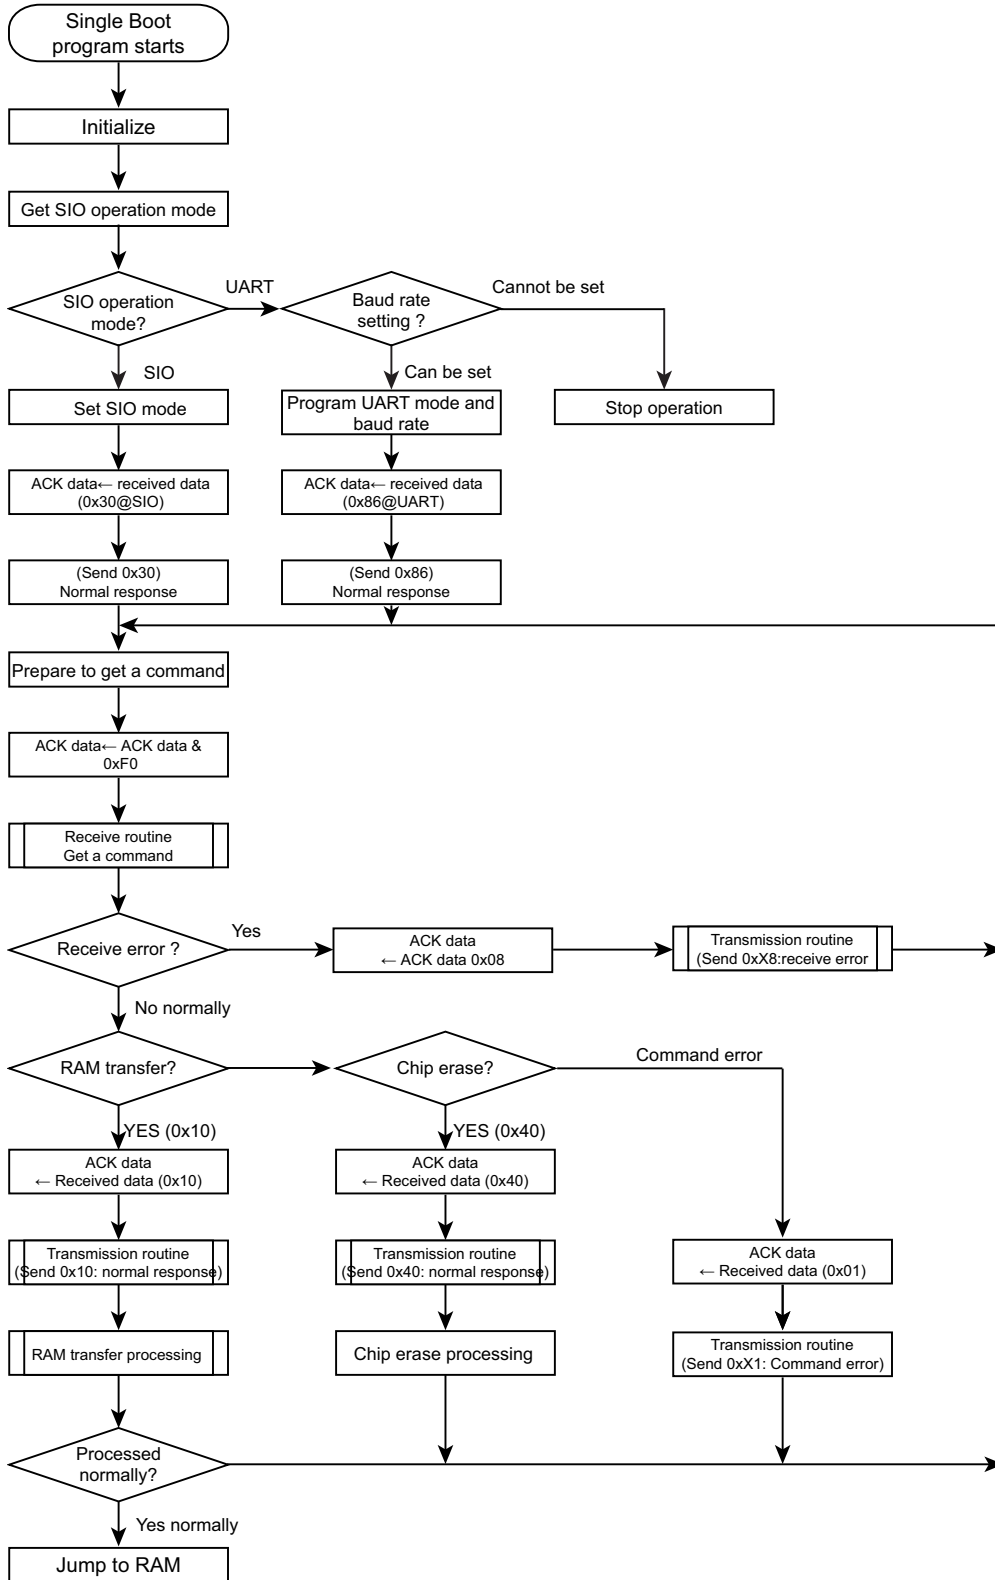 Single Boot
program starts
Initialize
Get SIO operation mode
SIO operation
mode?
UART
Baud rate
setting ?
Cannot be set
SIO
Can be set
Set SIO mode
Program UART mode and
baud rate
Stop operation
ACK data← received data
(0x30@SIO)
ACK data← received data
(0x86@UART)
(Send 0x30)
Normal response
(Send 0x86)
Normal response
Prepare to get a command
ACK data← ACK data &
0xF0
Receive routine
Get a command
Receive error ?
Yes
ACK data
← ACK data 0x08
Transmission routine
(Send 0xX8:receive error
No normally
RAM transfer?
Chip erase?
Command error
YES (0x10)
YES (0x40)
ACK data
← Received data (0x10)
ACK data
← Received data (0x40)
Transmission routine
(Send 0x10: normal response)
Transmission routine
(Send 0x40: normal response)
ACK data
← Received data (0x01)
RAM transfer processing
Chip erase processing
Transmission routine
(Send 0xX1: Command error)
Processed
normally?
Yes normally
Jump to RAM